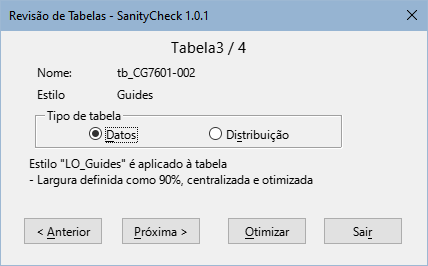 Revisão de Tabelas - SanityCheck 1.0.1
Tabela3 / 4
Nome: tb_CG7601-002
Estilo Guides
Tipo de tabela
Datos Distribuição
Estilo "LO_Guides" é aplicado à tabela
- Largura definida como 90%, centralizada e otimizada
< Anterior Próxima > Otimizar Sair